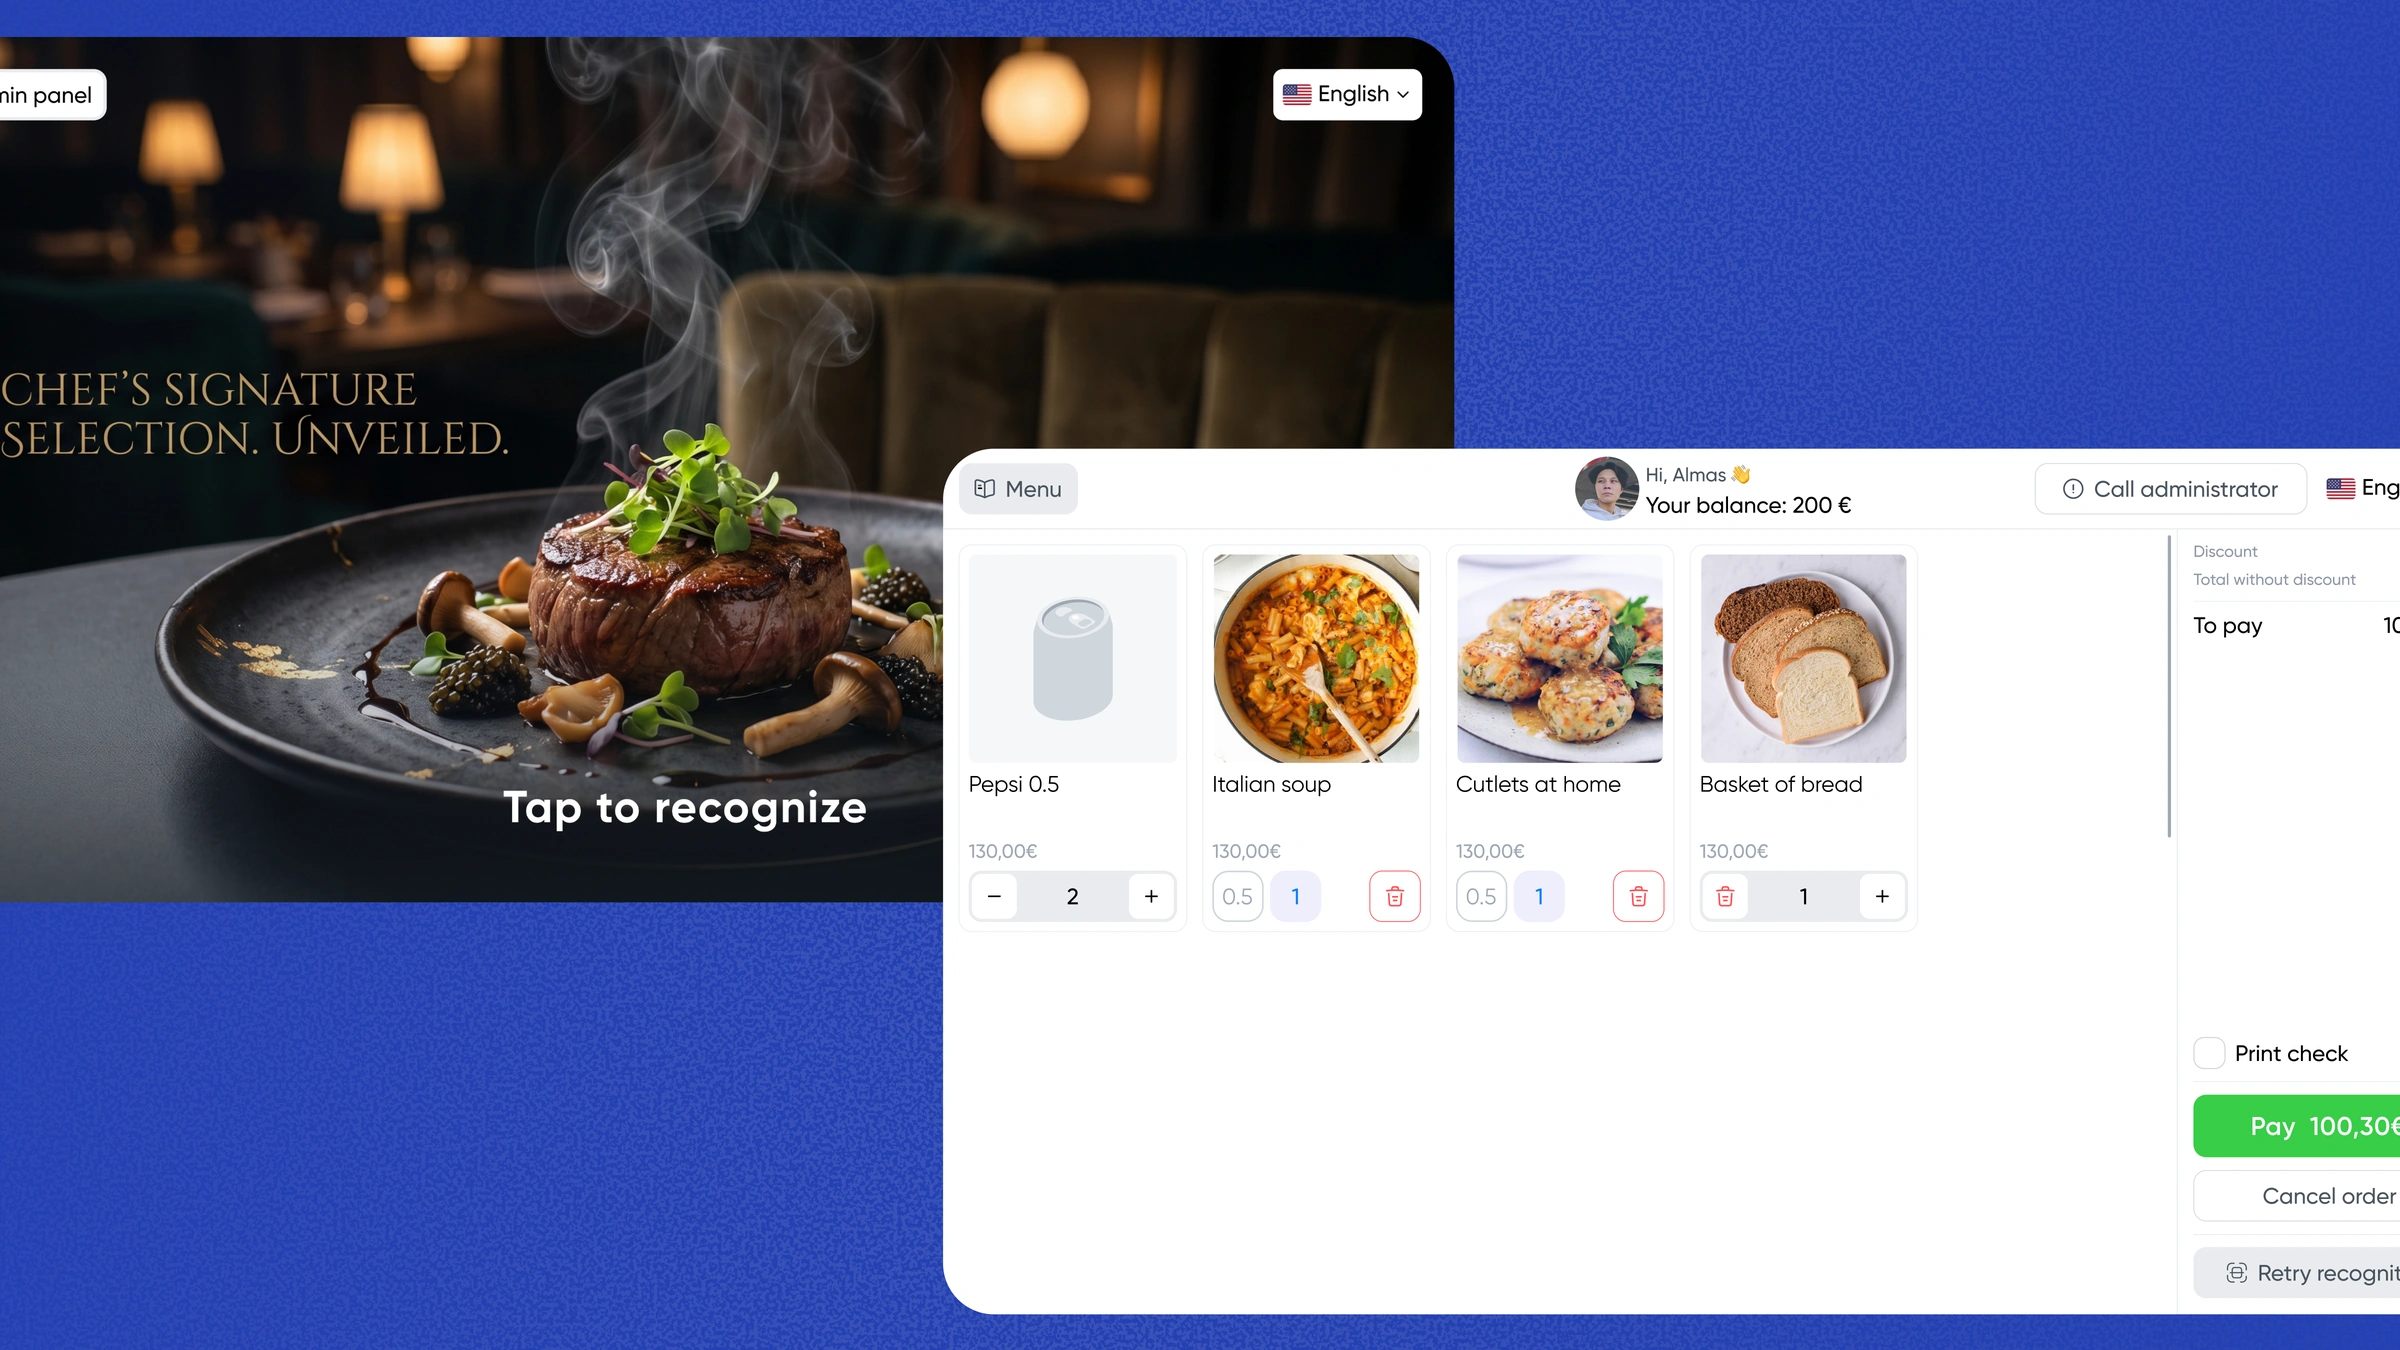 min panel
English
CHEF'S SIGNATURE
SELECTION. UNVEILED.
Tap to recognize
Menu
Hi, Almas 👋
Your balance: 200 €
Call administrator
Eng
Pepsi 0.5
130,00€
2
Italian soup
130,00€
0.5 1
Cutlets at home
130,00€
0.5 1
Basket of bread
130,00€
1
Discount
Total without discount
To pay 10
Print check
Pay 100,30€
Cancel order
Retry recognit